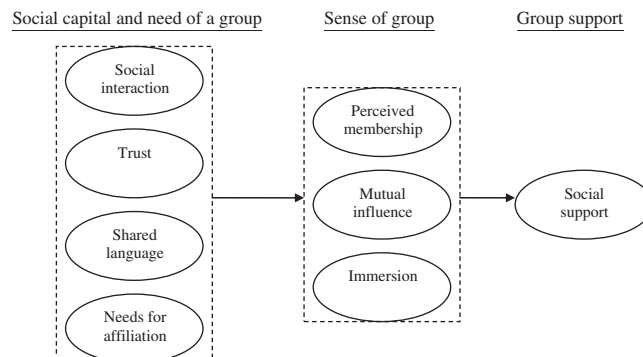 Social capital and need of a group
Sense of group
Group support
Social
interaction
Trust
Shared
language
Needs for
affiliation
Perceived
membership
Mutual
influence
Immersion
Social
support